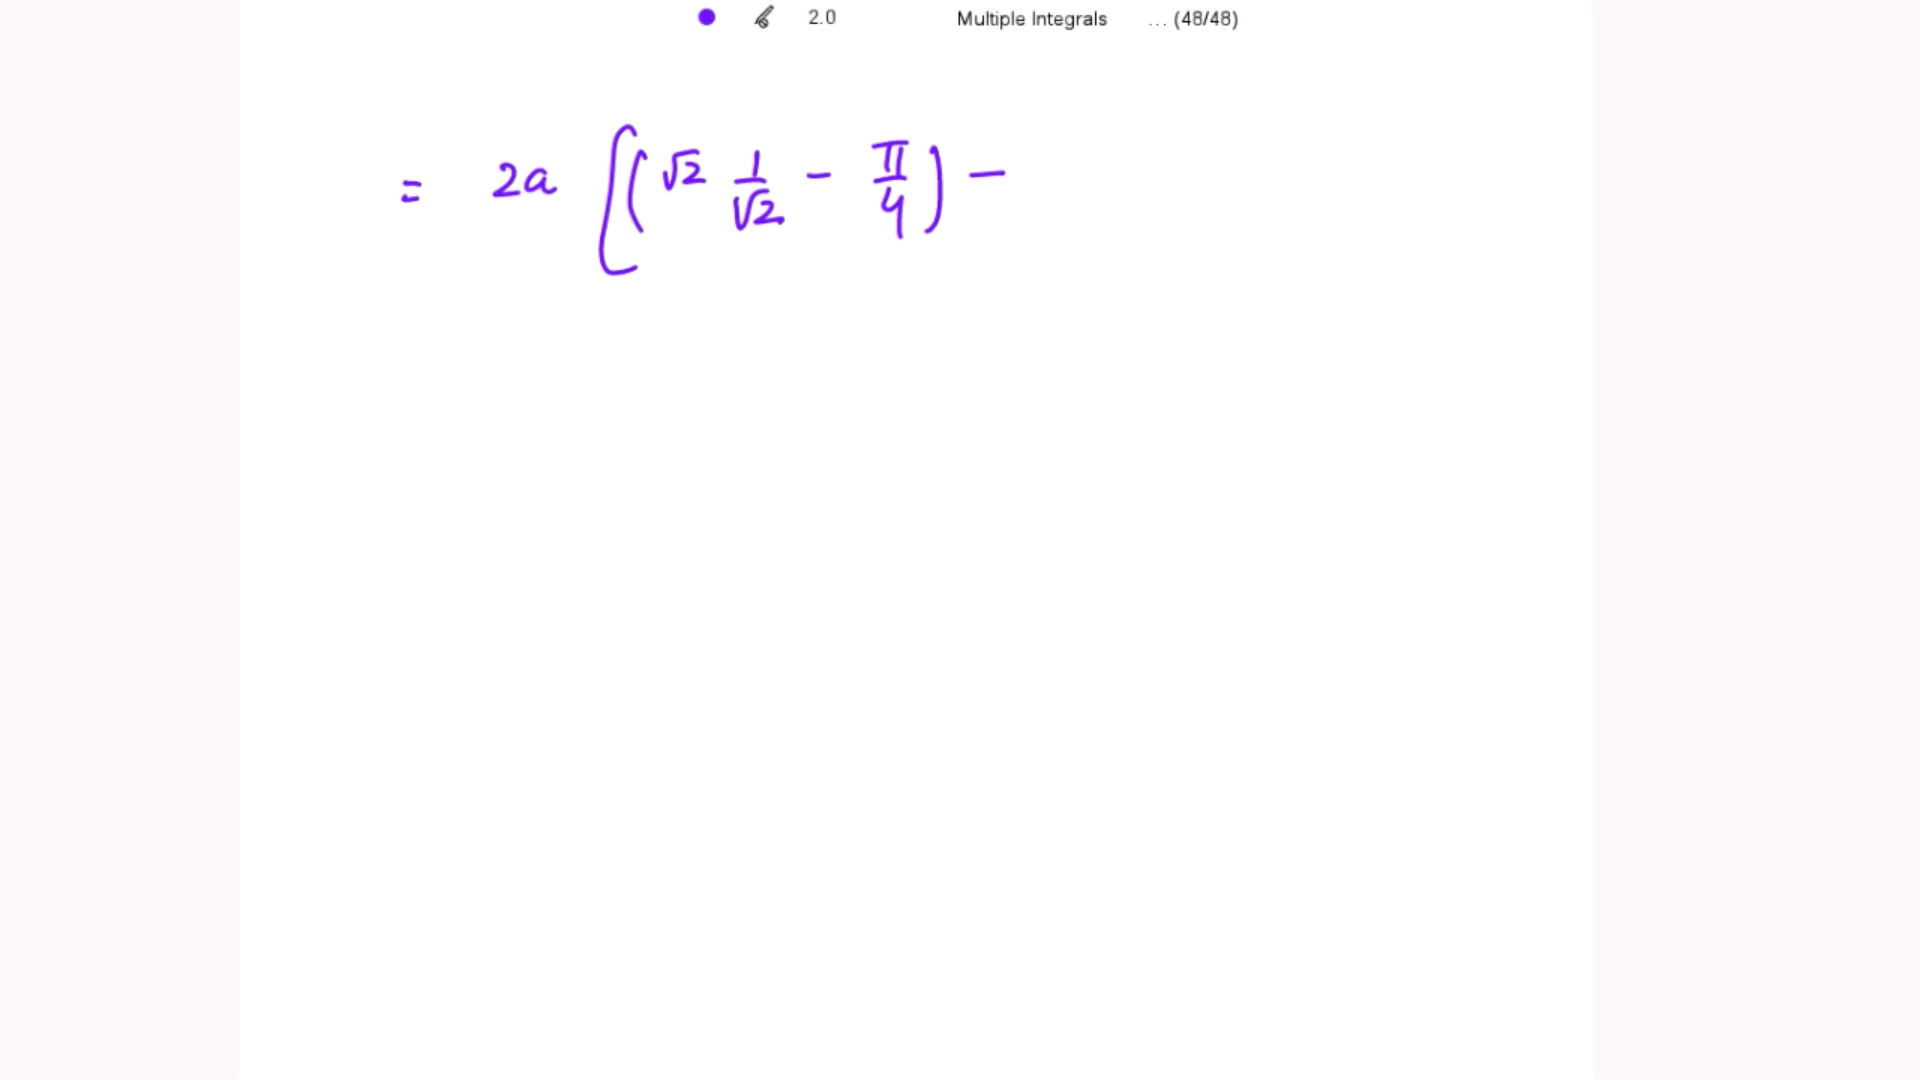 2.0 Multiple Integrals ... (48/48)
= 2a [(√2 1/√2 - π/4) -